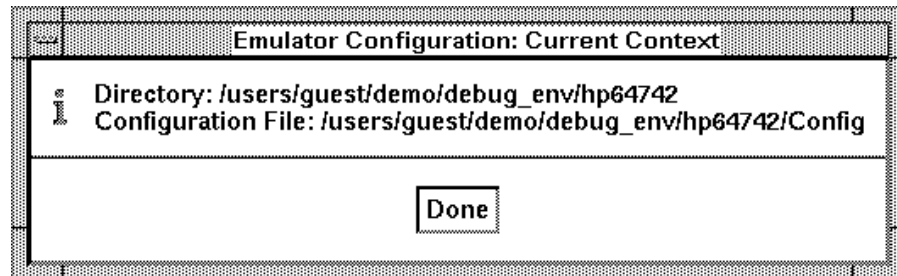 Emulator Configuration: Current Context
Directory: /users/guest/demo/debug_env/hp64742
Configuration File: /users/guest/demo/debug_env/hp64742/Config
Done